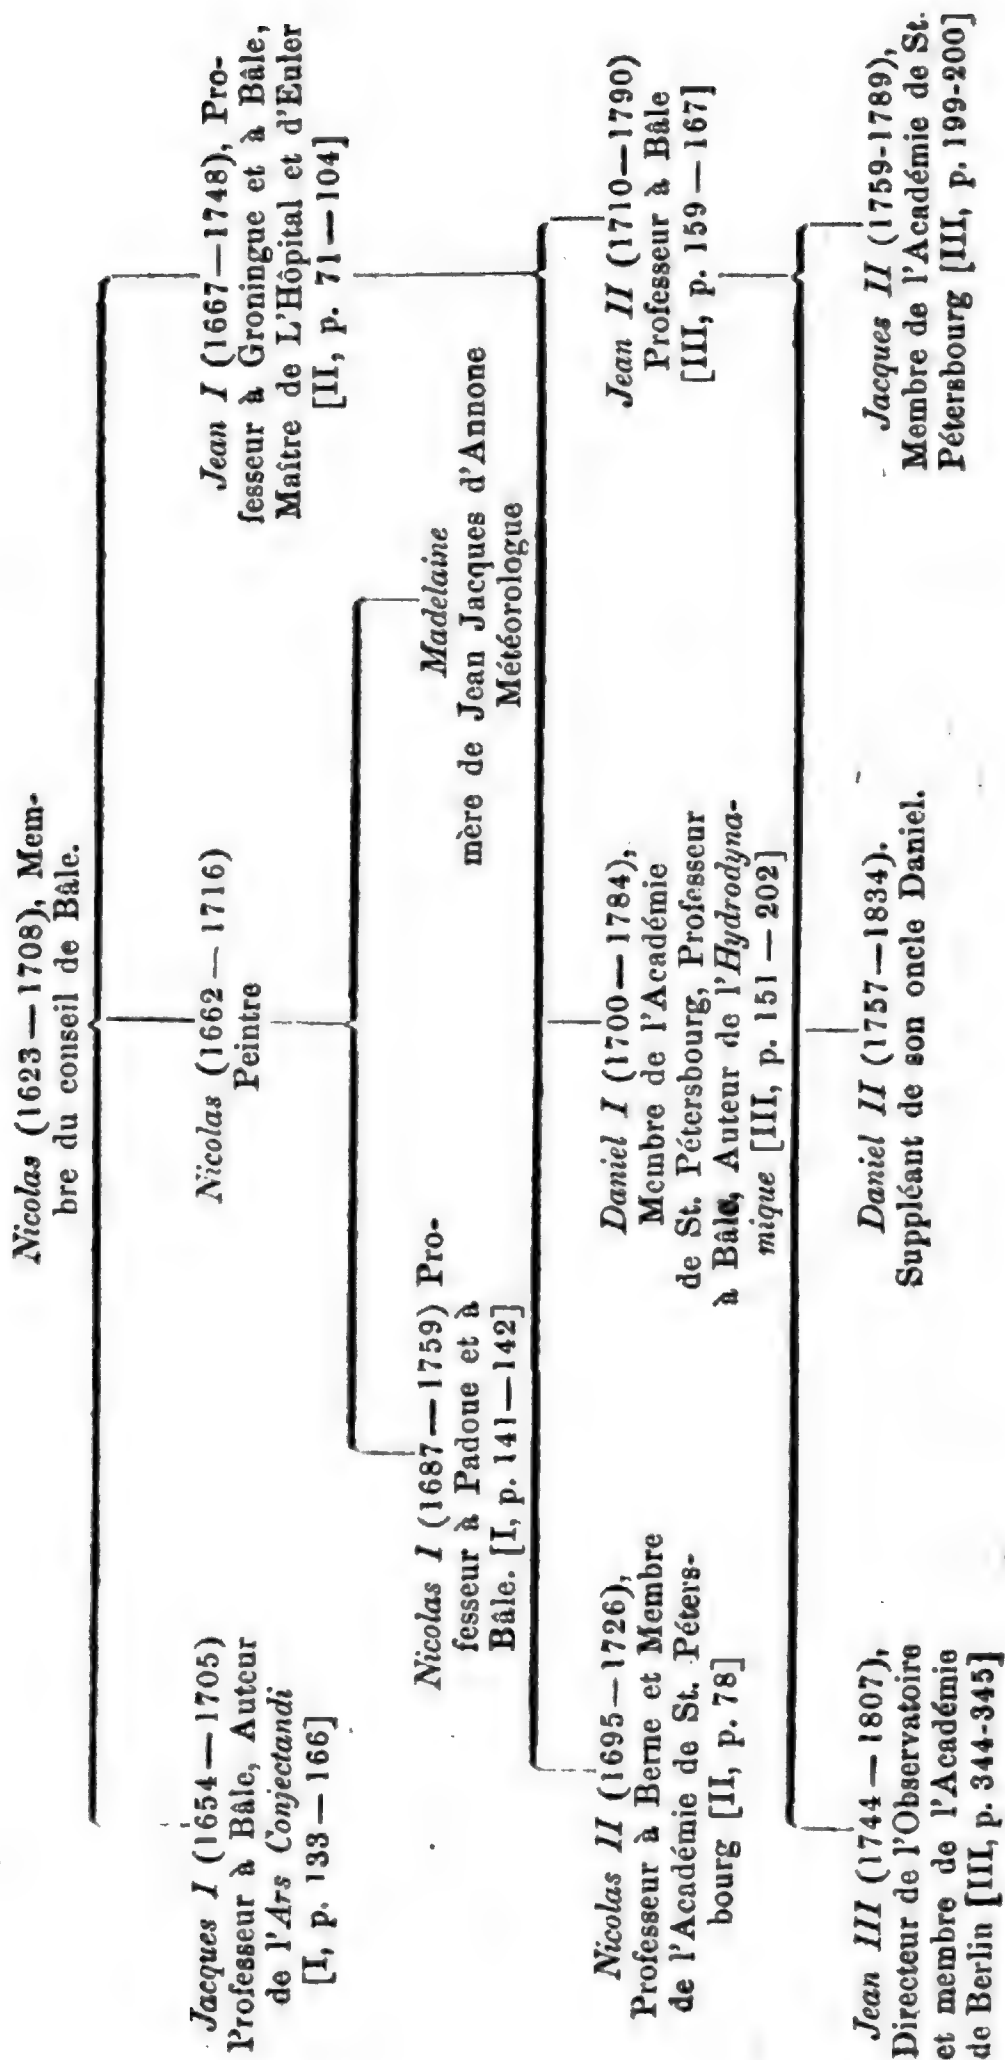 Nicolas (1623—1708), Mem-
bre du conseil de Bâle.
Jacques I (1654—1705)
Professeur à Bâle, Auteur
de l'Ars Conjectandi
[I, p. 133—166]
Nicolas (1662—1716)
Peintre
Jean I (1667—1748), Pro-
fesseur à Groningue et à Bâle,
Maître de L'Hôpital et d'Euler
[II, p. 71—104]
Nicolas I (1687—1759) Pro-
fesseur à Padoue et à
Bâle. [I, p. 141—142]
Madelaine
mère de Jean Jacques d'Annone
Météorologue
Nicolas II (1695—1726),
Professeur à Berne et Membre
de l'Académie de St. Péters-
bourg [II, p. 78]
Daniel I (1700—1784),
Membre de l'Académie
de St. Pétersbourg, Professeur
à Bâle, Auteur de l'Hydrodyna-
mique [III, p. 151—202]
Jean II (1710—1790)
Professeur à Bâle
[III, p. 159—167]
Jean III (1744—1807),
Directeur de l'Observatoire
et membre de l'Académie
de Berlin [III, p. 344-345]
Daniel II (1757—1834).
Suppléant de son oncle Daniel.
Jacques II (1759-1789),
Membre de l'Académie de St.
Pétersbourg [III, p. 199-200]